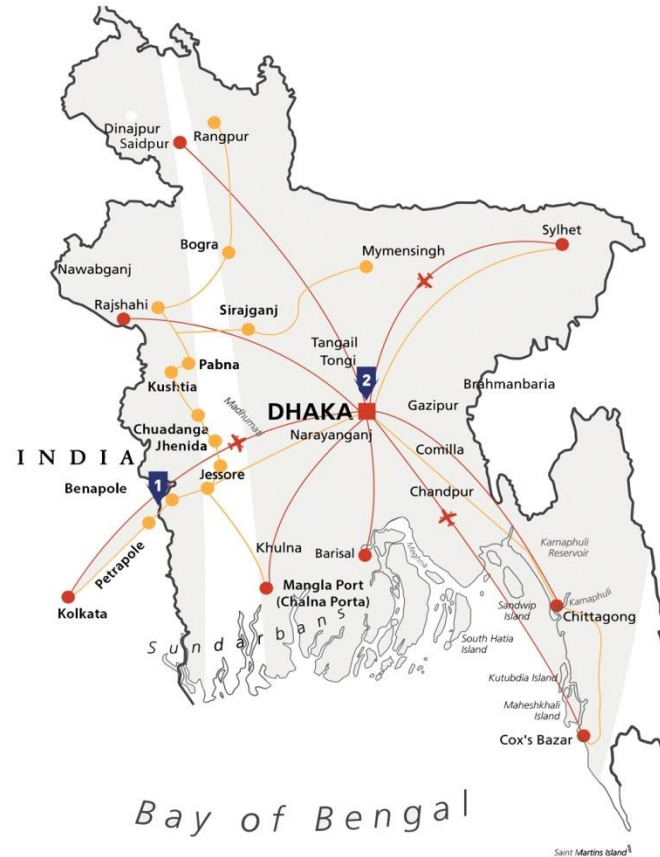 Dinajpur
Saidpur
Rangpur
Sylhet
Bogra
Mymensingh
Nawabganj
Rajshahi
Sirajganj
Tangail
Tongi
Pabna
Kushtia
2
Brahmanbaria
DHAKA
Gazipur
Madhumati
Chuadanga
Jhenida
Narayanganj
Comilla
INDIA
Jessore
Benapole
1
Chandpur
Petrapole
Khulna
Barisal
Meghna
Karnaphuli
Reservoir
Mangla Port
(Chalna Porta)
Kolkata
Karnaphuli
Sandwip
Island
Chittagong
Sundarbans
South Hatia
Island
Kutubdia Island
Maheshkhali
Island
Cox's Bazar
Bay of Bengal
Saint Martins Island